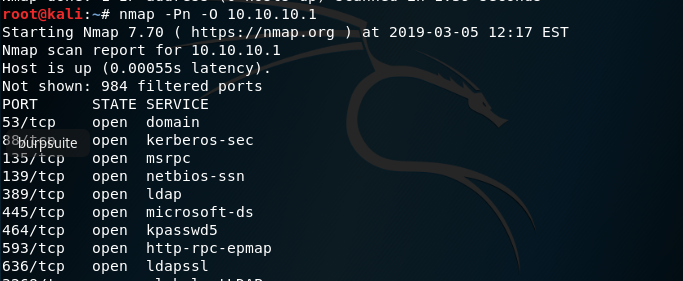 root@kali:~# nmap -Pn -O 10.10.10.1
Starting Nmap 7.70 ( https://nmap.org ) at 2019-03-05 12:17 EST
Nmap scan report for 10.10.10.1
Host is up (0.00055s latency).
Not shown: 984 filtered ports
PORT STATE SERVICE
53/tcp open domain
88/tcp open kerberos-sec
burpsuite
135/tcp open msrpc
139/tcp open netbios-ssn
389/tcp open ldap
445/tcp open microsoft-ds
464/tcp open kpasswd5
593/tcp open http-rpc-epmap
636/tcp open ldapssl